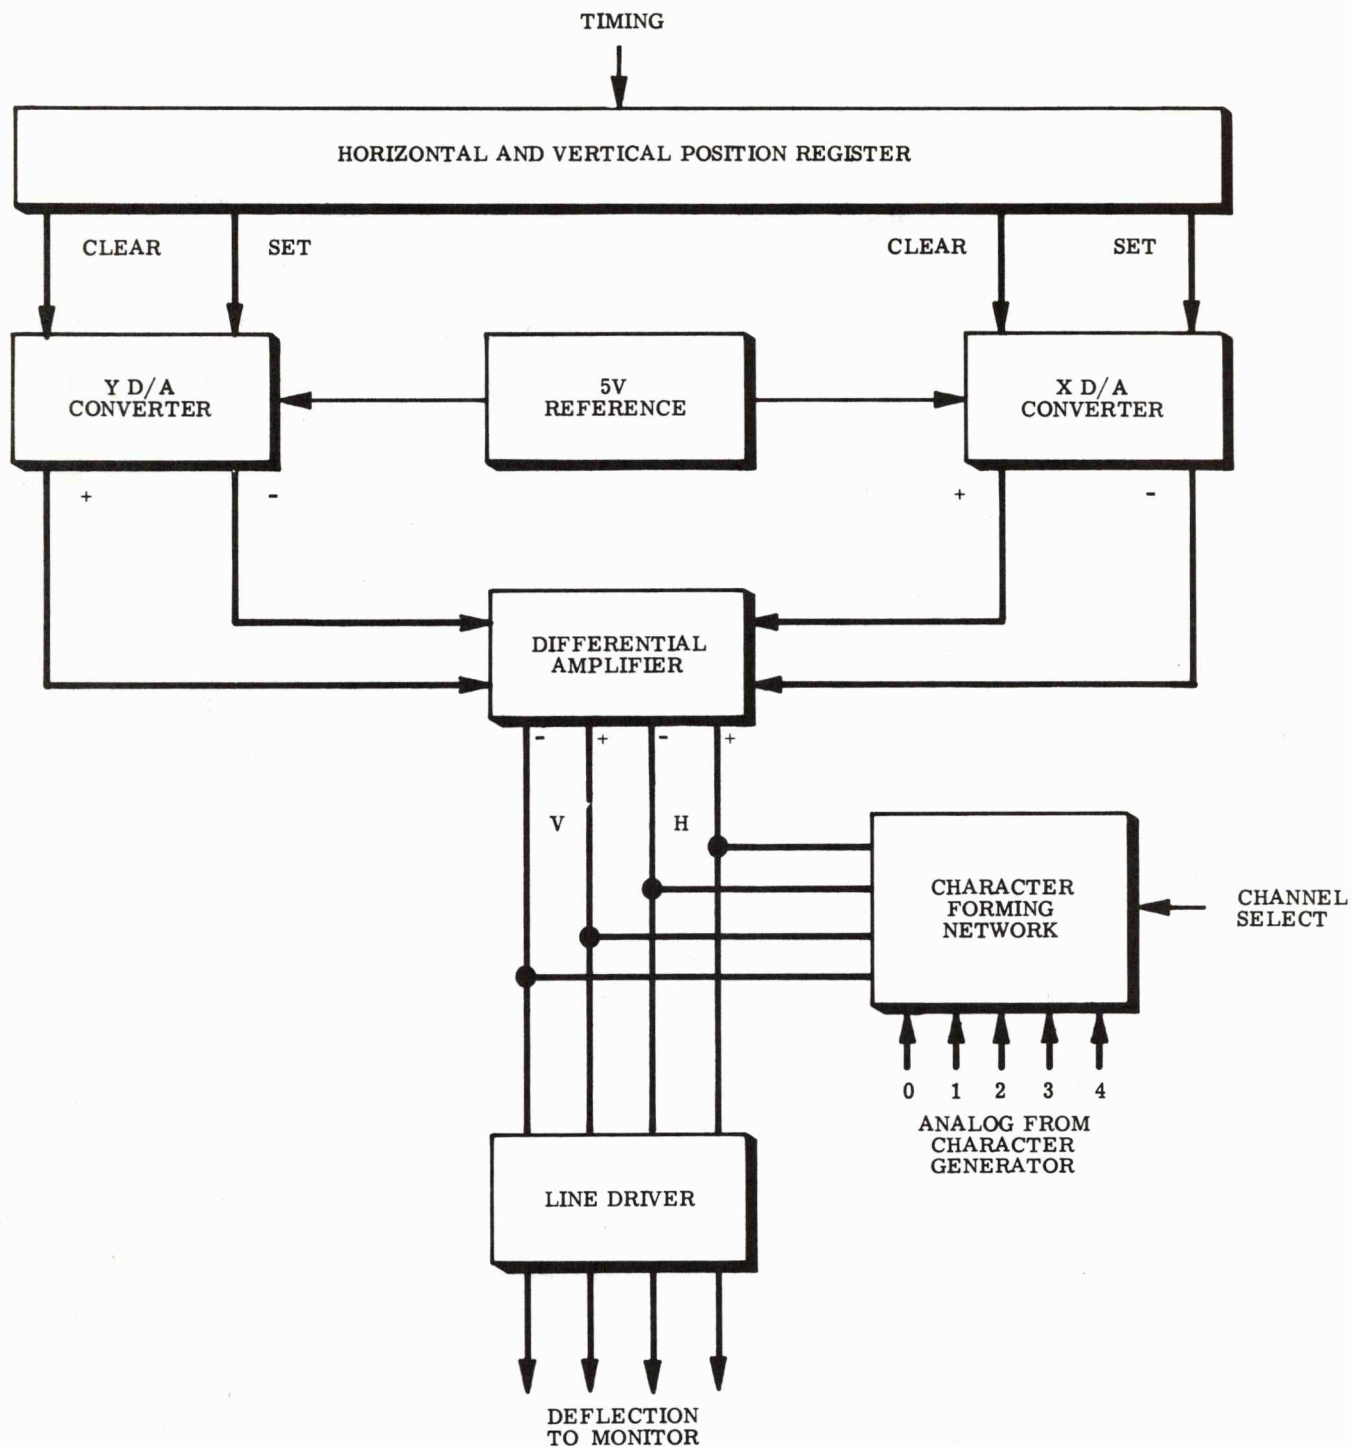 TIMING
HORIZONTAL AND VERTICAL POSITION REGISTER
CLEAR
SET
CLEAR
SET
Y D/A
CONVERTER
5V
REFERENCE
X D/A
CONVERTER
+
-
+
-
DIFFERENTIAL
AMPLIFIER
-
+
-
+
V
H
CHARACTER
FORMING
NETWORK
CHANNEL
SELECT
0 1 2 3 4
ANALOG FROM
CHARACTER
GENERATOR
LINE DRIVER
DEFLECTION
TO MONITOR